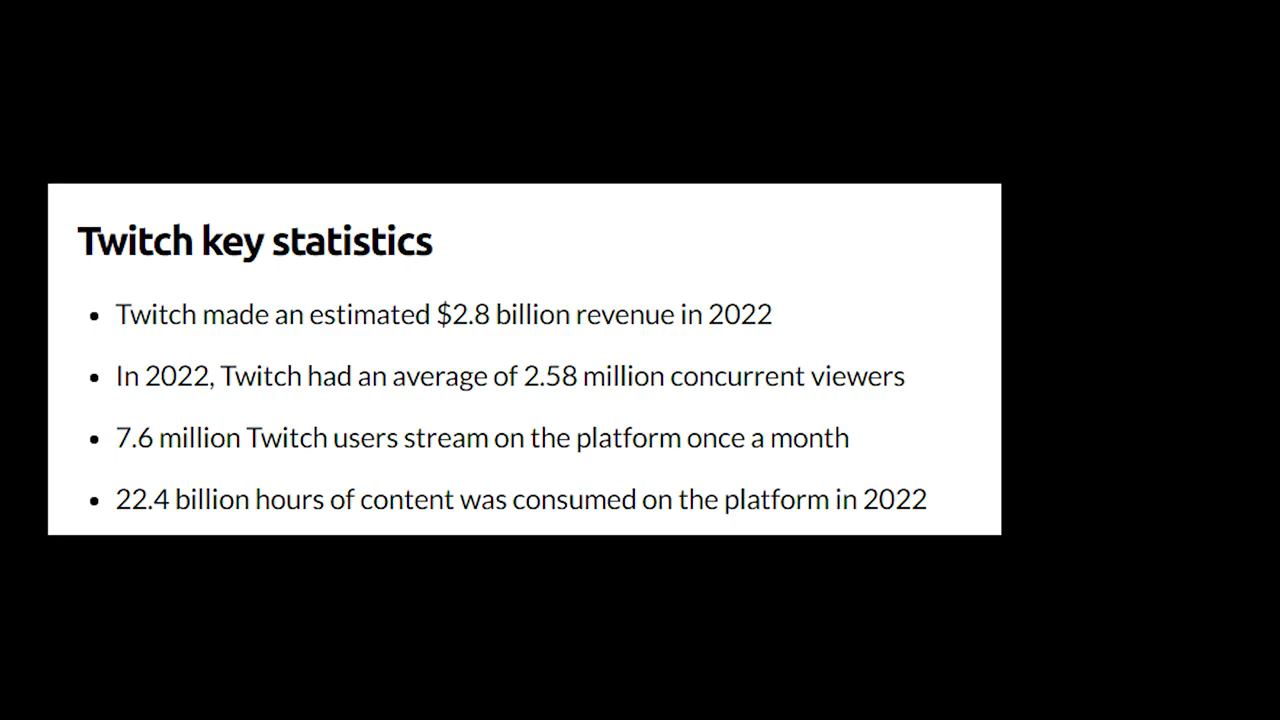 Twitch key statistics
• Twitch made an estimated $2.8 billion revenue in 2022
• In 2022, Twitch had an average of 2.58 million concurrent viewers
• 7.6 million Twitch users stream on the platform once a month
• 22.4 billion hours of content was consumed on the platform in 2022